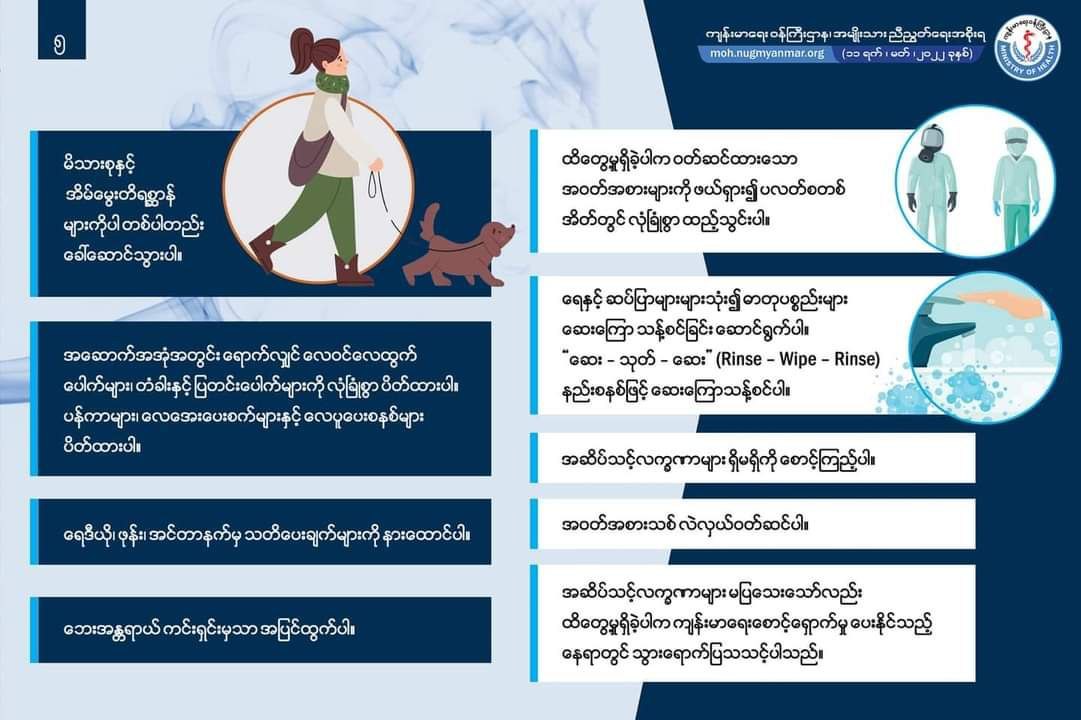 ၅
ကျန်းမာရေး ဝန်ကြီးဌာန၊ အမျိုးသား ညီညွတ်ရေးအစိုးရ
moh.nugmyanmar.org
(၁၁ ရက် ၊ မတ် ၊ ၂၀၂၂ ခုနှစ်)
ကျန်းမာရေးဝန်ကြီးဌာန
MINISTRY OF HEALTH
မိသားစုနှင့်
အိမ်မွေးတိရစ္ဆာန်
များကိုပါ တစ်ပါတည်း
ခေါ်ဆောင်သွားပါ။
အဆောက်အအုံအတွင်း ရောက်လျှင် လေဝင်လေထွက်
ပေါက်များ၊ တံခါးနှင့် ပြတင်းပေါက်များကို လုံခြုံစွာ ပိတ်ထားပါ။
ပန်ကာများ၊ လေအေးပေးစက်များနှင့် လေပူပေးစနစ်များ
ပိတ်ထားပါ။
ရေဒီယို၊ ဖုန်း၊ အင်တာနက်မှ သတိပေးချက်များကို နားထောင်ပါ။
ဘေးအန္တရာယ် ကင်းရှင်းမှသာ အပြင်ထွက်ပါ။
ထိတွေ့မှုရှိခဲ့ပါက ဝတ်ဆင်ထားသော
အဝတ်အစားများကို ဖယ်ရှား၍ ပလတ်စတစ်
အိတ်တွင် လုံခြုံစွာ ထည့်သွင်းပါ။
ရေနှင့် ဆပ်ပြာများများသုံး၍ ဓာတုပစ္စည်းများ
ဆေးကြော သန့်စင်ခြင်း ဆောင်ရွက်ပါ။
“ဆေး – သုတ် – ဆေး” (Rinse – Wipe – Rinse)
နည်းစနစ်ဖြင့် ဆေးကြောသန့်စင်ပါ။
အဆိပ်သင့်လက္ခဏာများ ရှိမရှိကို စောင့်ကြည့်ပါ။
အဝတ်အစားသစ် လဲလှယ်ဝတ်ဆင်ပါ။
အဆိပ်သင့်လက္ခဏာများ မပြသေးသော်လည်း
ထိတွေ့မှုရှိခဲ့ပါက ကျန်းမာရေးစောင့်ရှောက်မှု ပေးနိုင်သည့်
နေရာတွင် သွားရောက်ပြသသင့်ပါသည်။